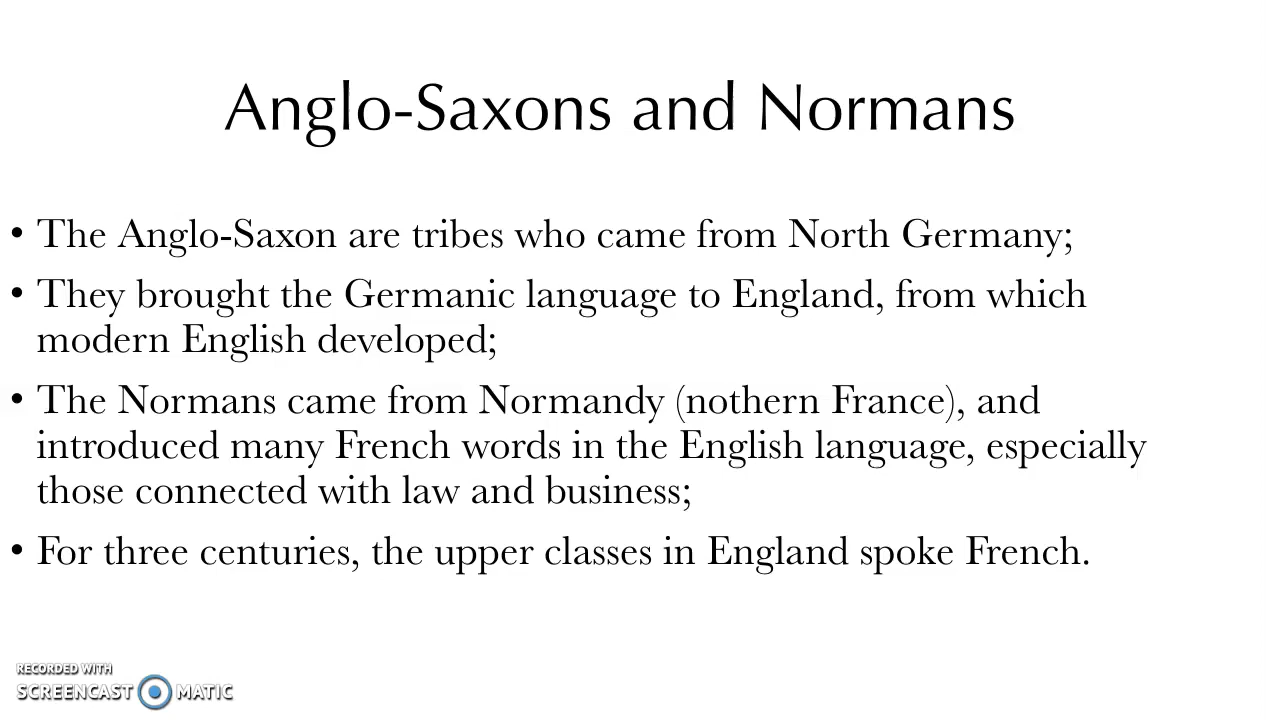 Anglo-Saxons and Normans
• The Anglo-Saxon are tribes who came from North Germany;
• They brought the Germanic language to England, from which
modern English developed;
• The Normans came from Normandy (nothern France), and
introduced many French words in the English language, especially
those connected with law and business;
• For three centuries, the upper classes in England spoke French.
RECORDED WITH
SCREENCAST MATIC